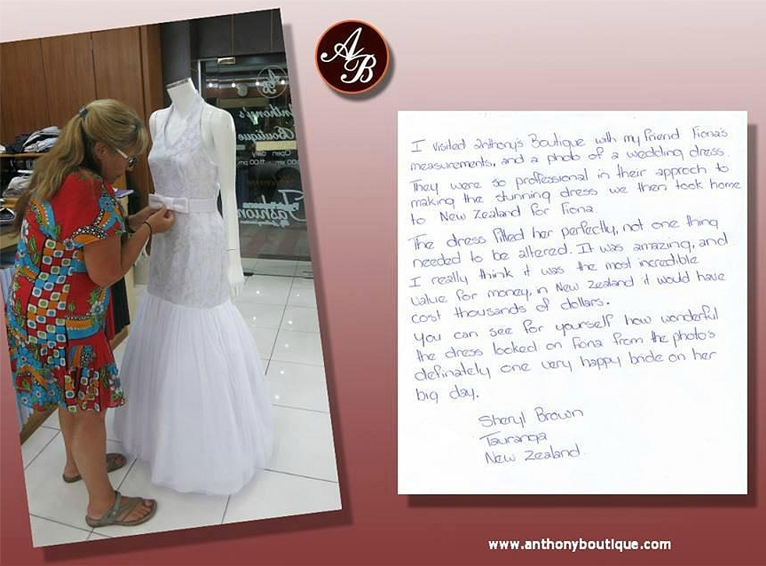 AB
Anthony's
Boutique
Open
Fashion
I visited Anthony's Boutique with my friend Fiona's
measurements, and a photo of a wedding dress.
They were so professional in their approch to
making the stunning dress we then took home
to New Zealand for Fiona.
The dress fitted her perfectly, not one thing
needed to be altered. It was amazing, and
I really think it was the most incredible
value for money, in New Zealand it would have
cost thousands of dollars.
You can see for yourself how wonderful
the dress looked on Fiona from the photo's
definately one very happy bride on her
big day.
Sheryl Brown
Tauranga
New Zealand.
www.anthonyboutique.com